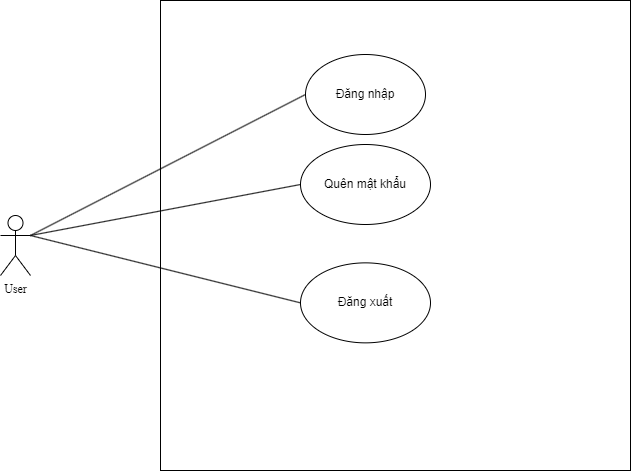 Đăng nhập
Quên mật khẩu
User
Đăng xuất